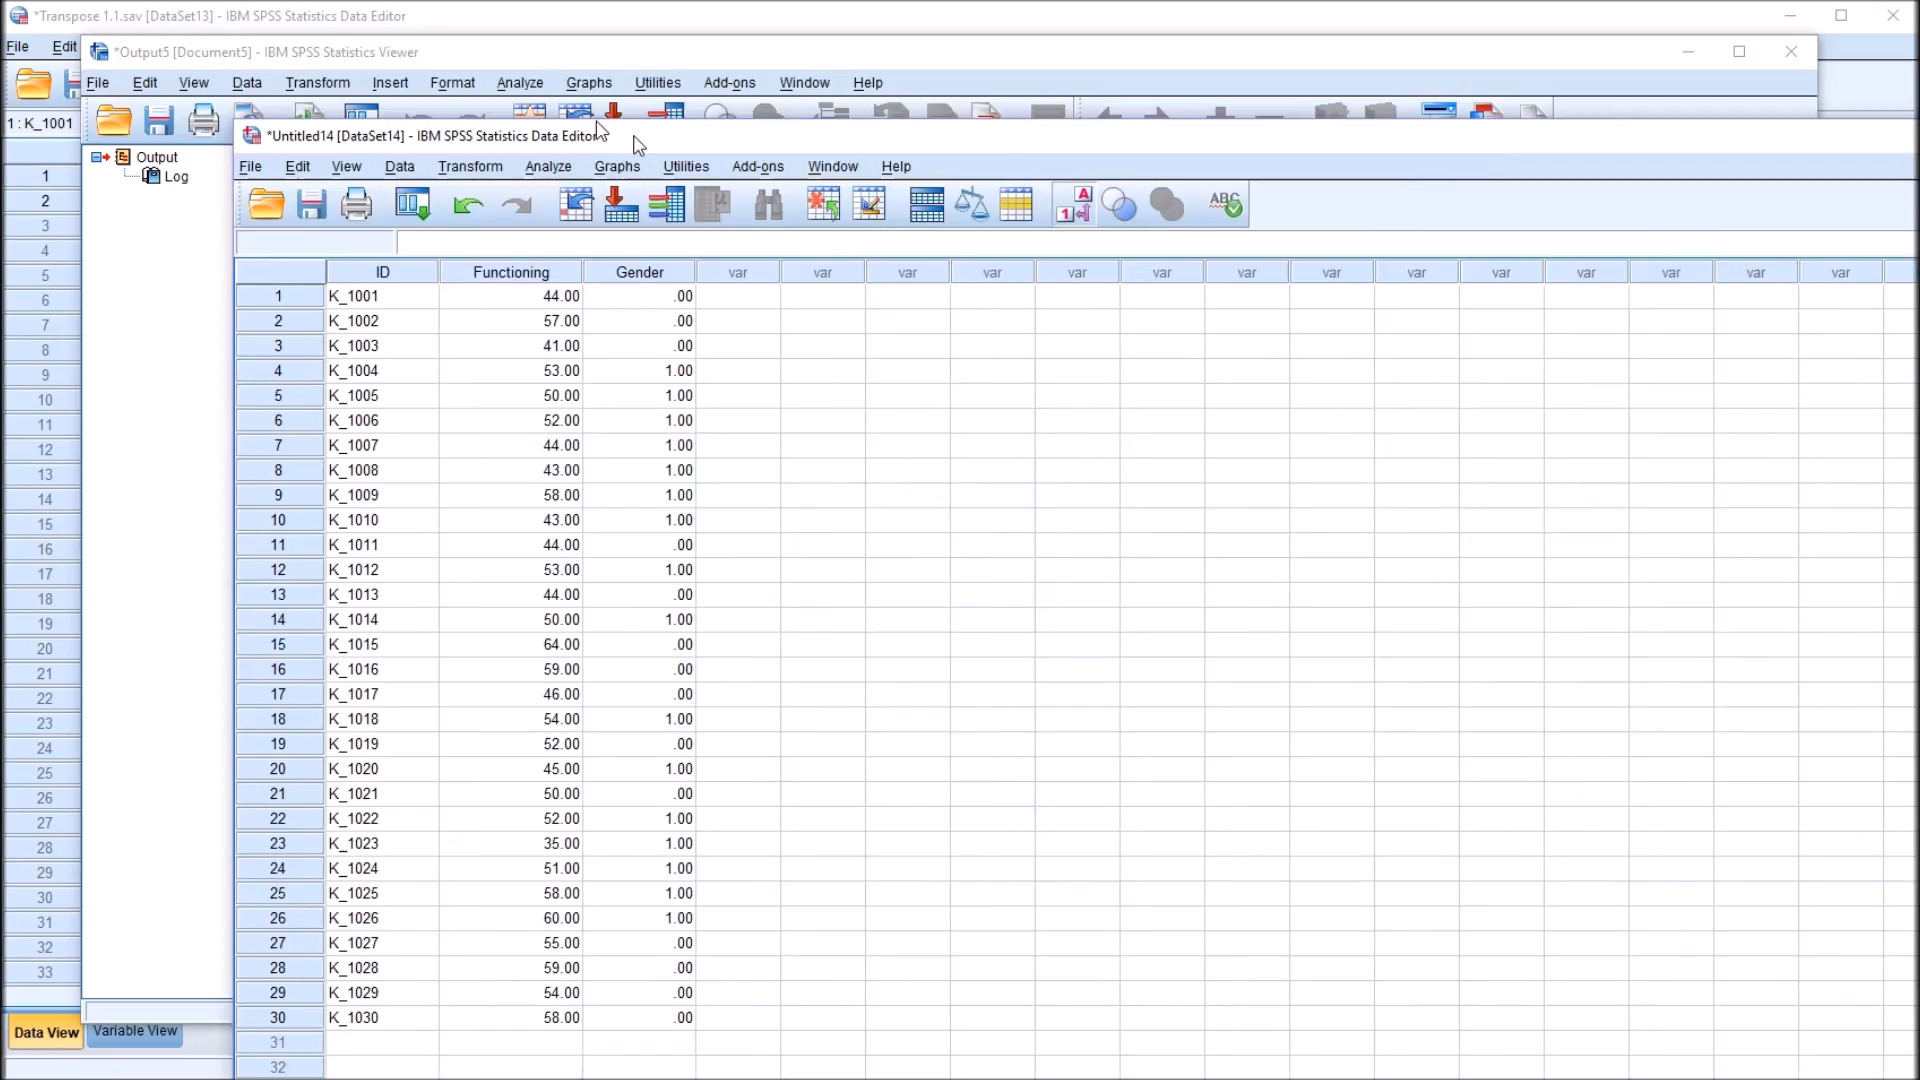 *Transpose 1.1.sav [DataSet13] - IBM SPSS Statistics Data Editor
File Edit
*Output5 [Document5] - IBM SPSS Statistics Viewer
File Edit View Data Transform Insert Format Analyze Graphs Utilities Add-ons Window Help
1 : K_1001
*Untitled14 [DataSet14] - IBM SPSS Statistics Data Editor
File Edit View Data Transform Analyze Graphs Utilities Add-ons Window Help
Output
Log
ID Functioning Gender var var var var var var var var var var var var var var
1 K_1001 44.00 .00
2 K_1002 57.00 .00
3 K_1003 41.00 .00
4 K_1004 53.00 1.00
5 K_1005 50.00 1.00
6 K_1006 52.00 1.00
7 K_1007 44.00 1.00
8 K_1008 43.00 1.00
9 K_1009 58.00 1.00
10 K_1010 43.00 1.00
11 K_1011 44.00 .00
12 K_1012 53.00 1.00
13 K_1013 44.00 .00
14 K_1014 50.00 1.00
15 K_1015 64.00 .00
16 K_1016 59.00 .00
17 K_1017 46.00 .00
18 K_1018 54.00 1.00
19 K_1019 52.00 .00
20 K_1020 45.00 1.00
21 K_1021 50.00 .00
22 K_1022 52.00 1.00
23 K_1023 35.00 1.00
24 K_1024 51.00 1.00
25 K_1025 58.00 1.00
26 K_1026 60.00 1.00
27 K_1027 55.00 .00
28 K_1028 59.00 .00
29 K_1029 54.00 .00
30 K_1030 58.00 .00
31
32
1
2
3
4
5
6
7
8
9
10
11
12
13
14
15
16
17
18
19
20
21
22
23
24
25
26
27
28
29
30
31
32
33
Data View Variable View